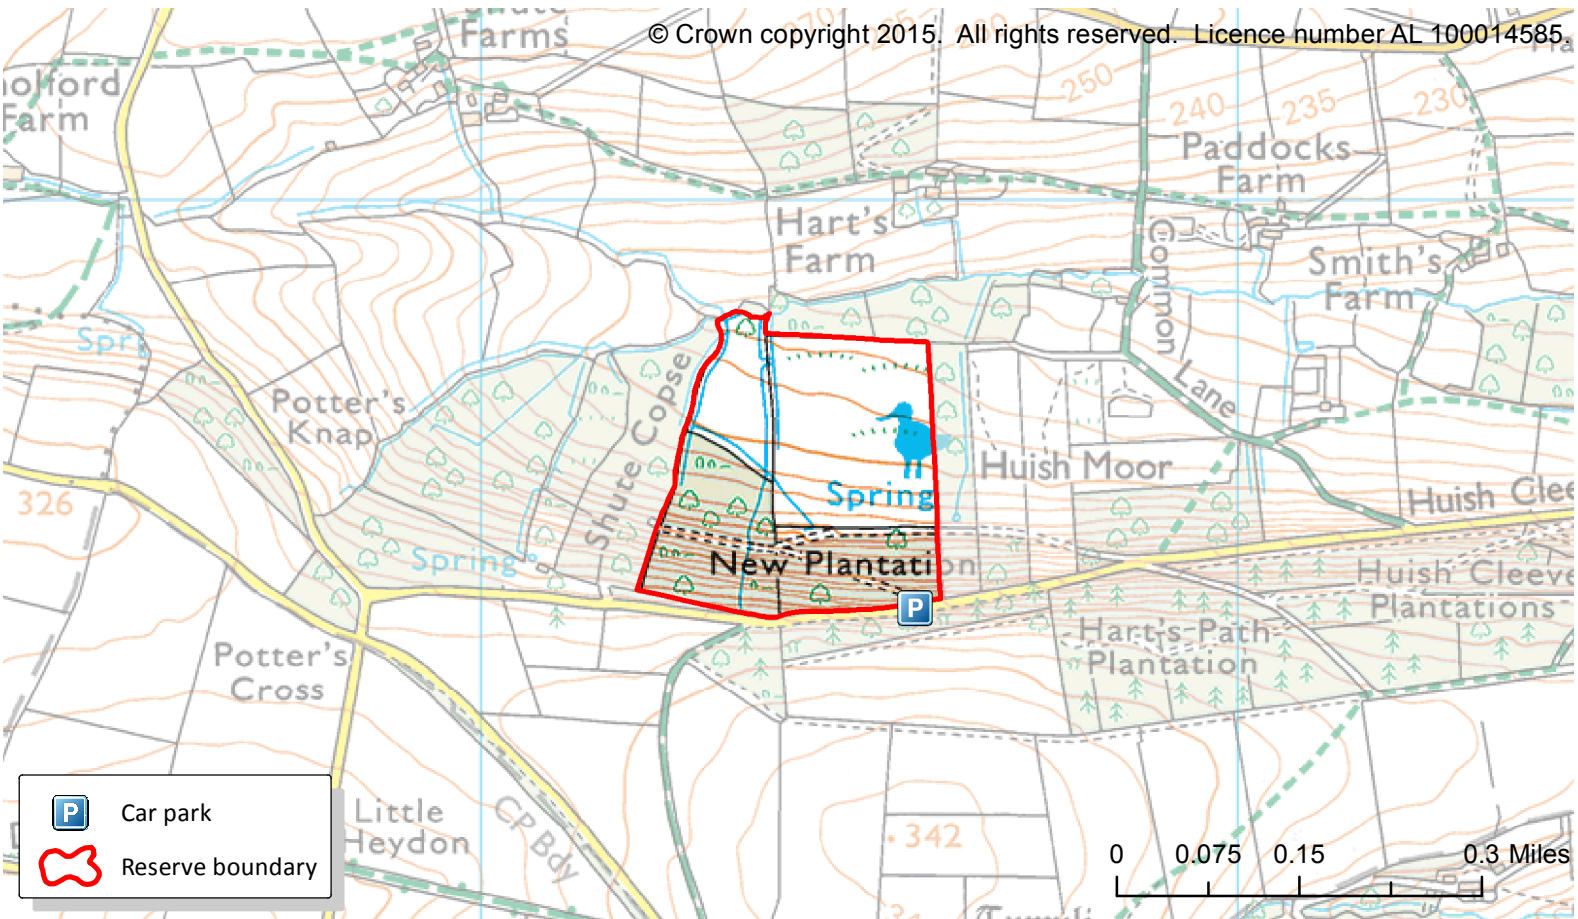 © Crown copyright 2015. All rights reserved. Licence number AL 100014585.
Farms
250
240
235
230
Farm
Paddocks
Farm
Hart's
Farm
Common Lane
Smith's
Farm
Potter's
Knap
Shute Copse
Huish Moor
Spring
326
Huish
Spring
New Plantation
Huish Cleeve
Plantations
P
Hart's Path
Plantation
Potter's
Cross
P Car park
Little
Heydon
CP Bdy
342
Reserve boundary
0 0.075 0.15 0.3 Miles